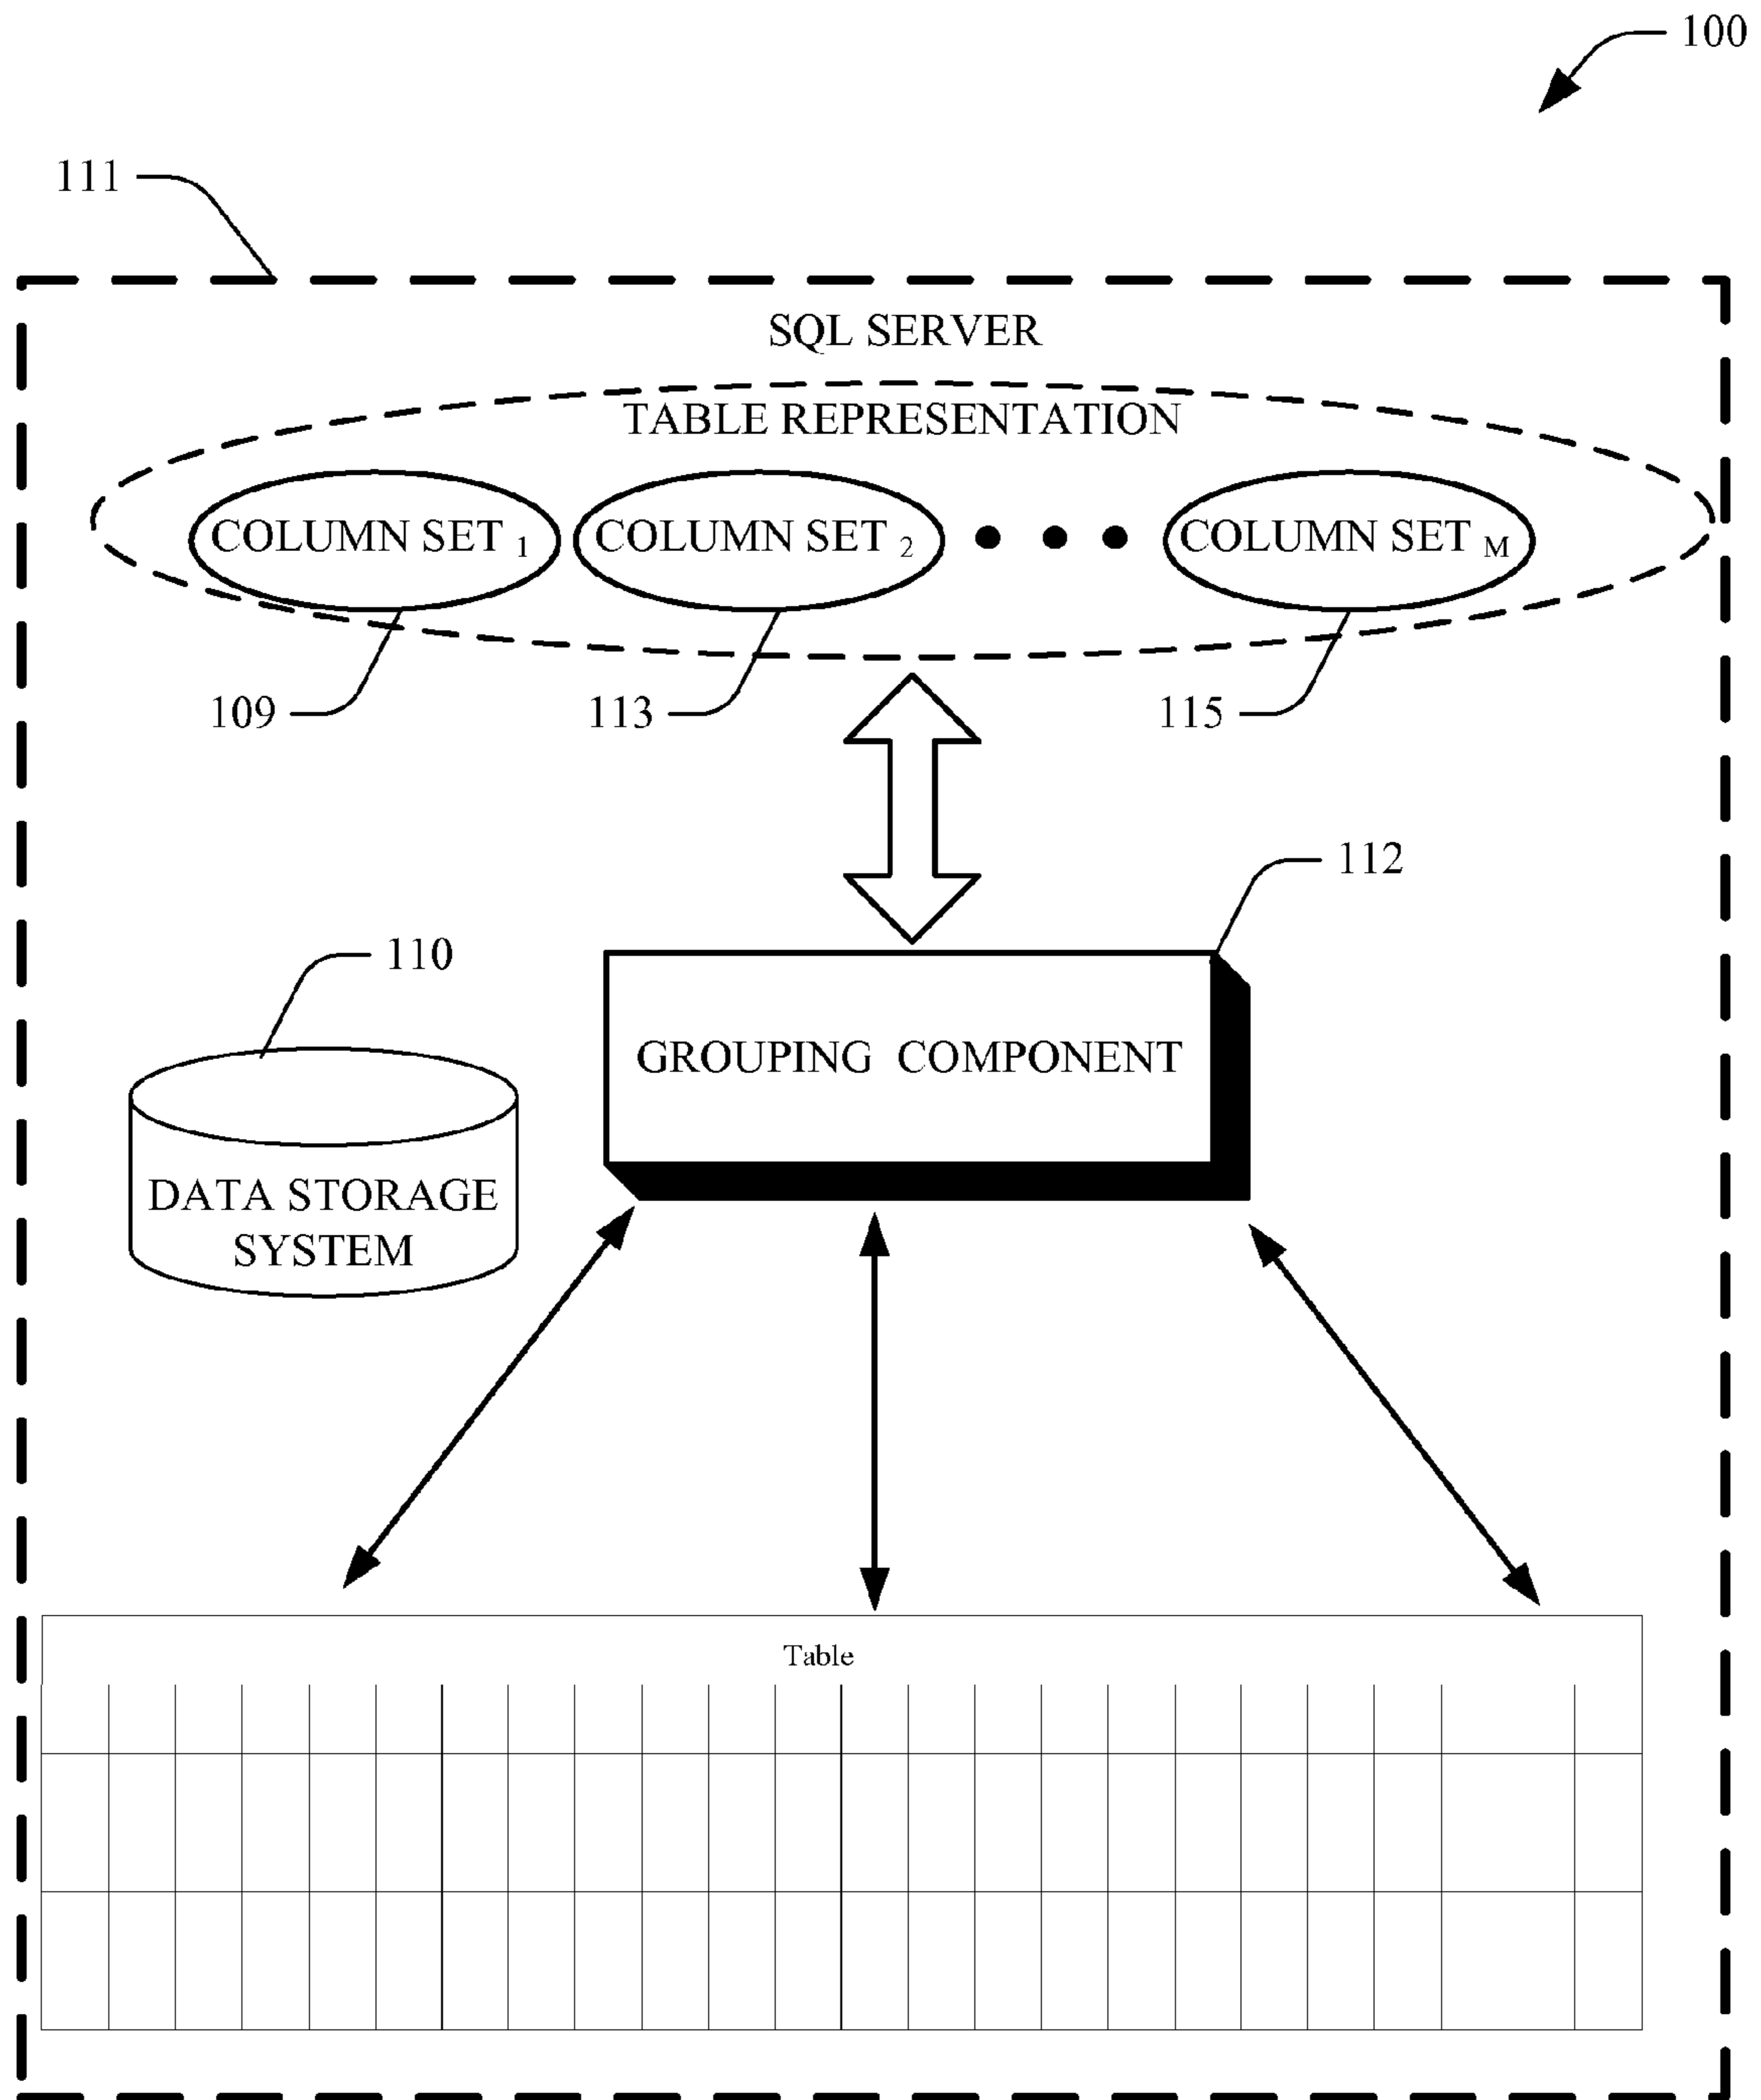 100
111
SQL SERVER
TABLE REPRESENTATION
COLUMN SET 1
COLUMN SET 2
COLUMN SET M
109
113
115
112
110
GROUPING COMPONENT
DATA STORAGE
SYSTEM
Table